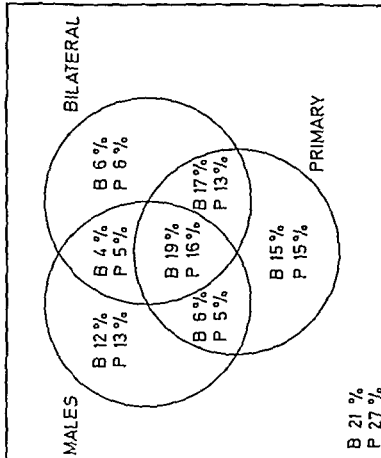 MALES
BILATERAL
B 12 %
P 13 %
B 4 %
P 5 %
B 6 %
P 6 %
B 19 %
P 16 %
B 6 %
P 5 %
B 17 %
P 13 %
B 15 %
P 15 %
PRIMARY
B 21 %
P 27 %